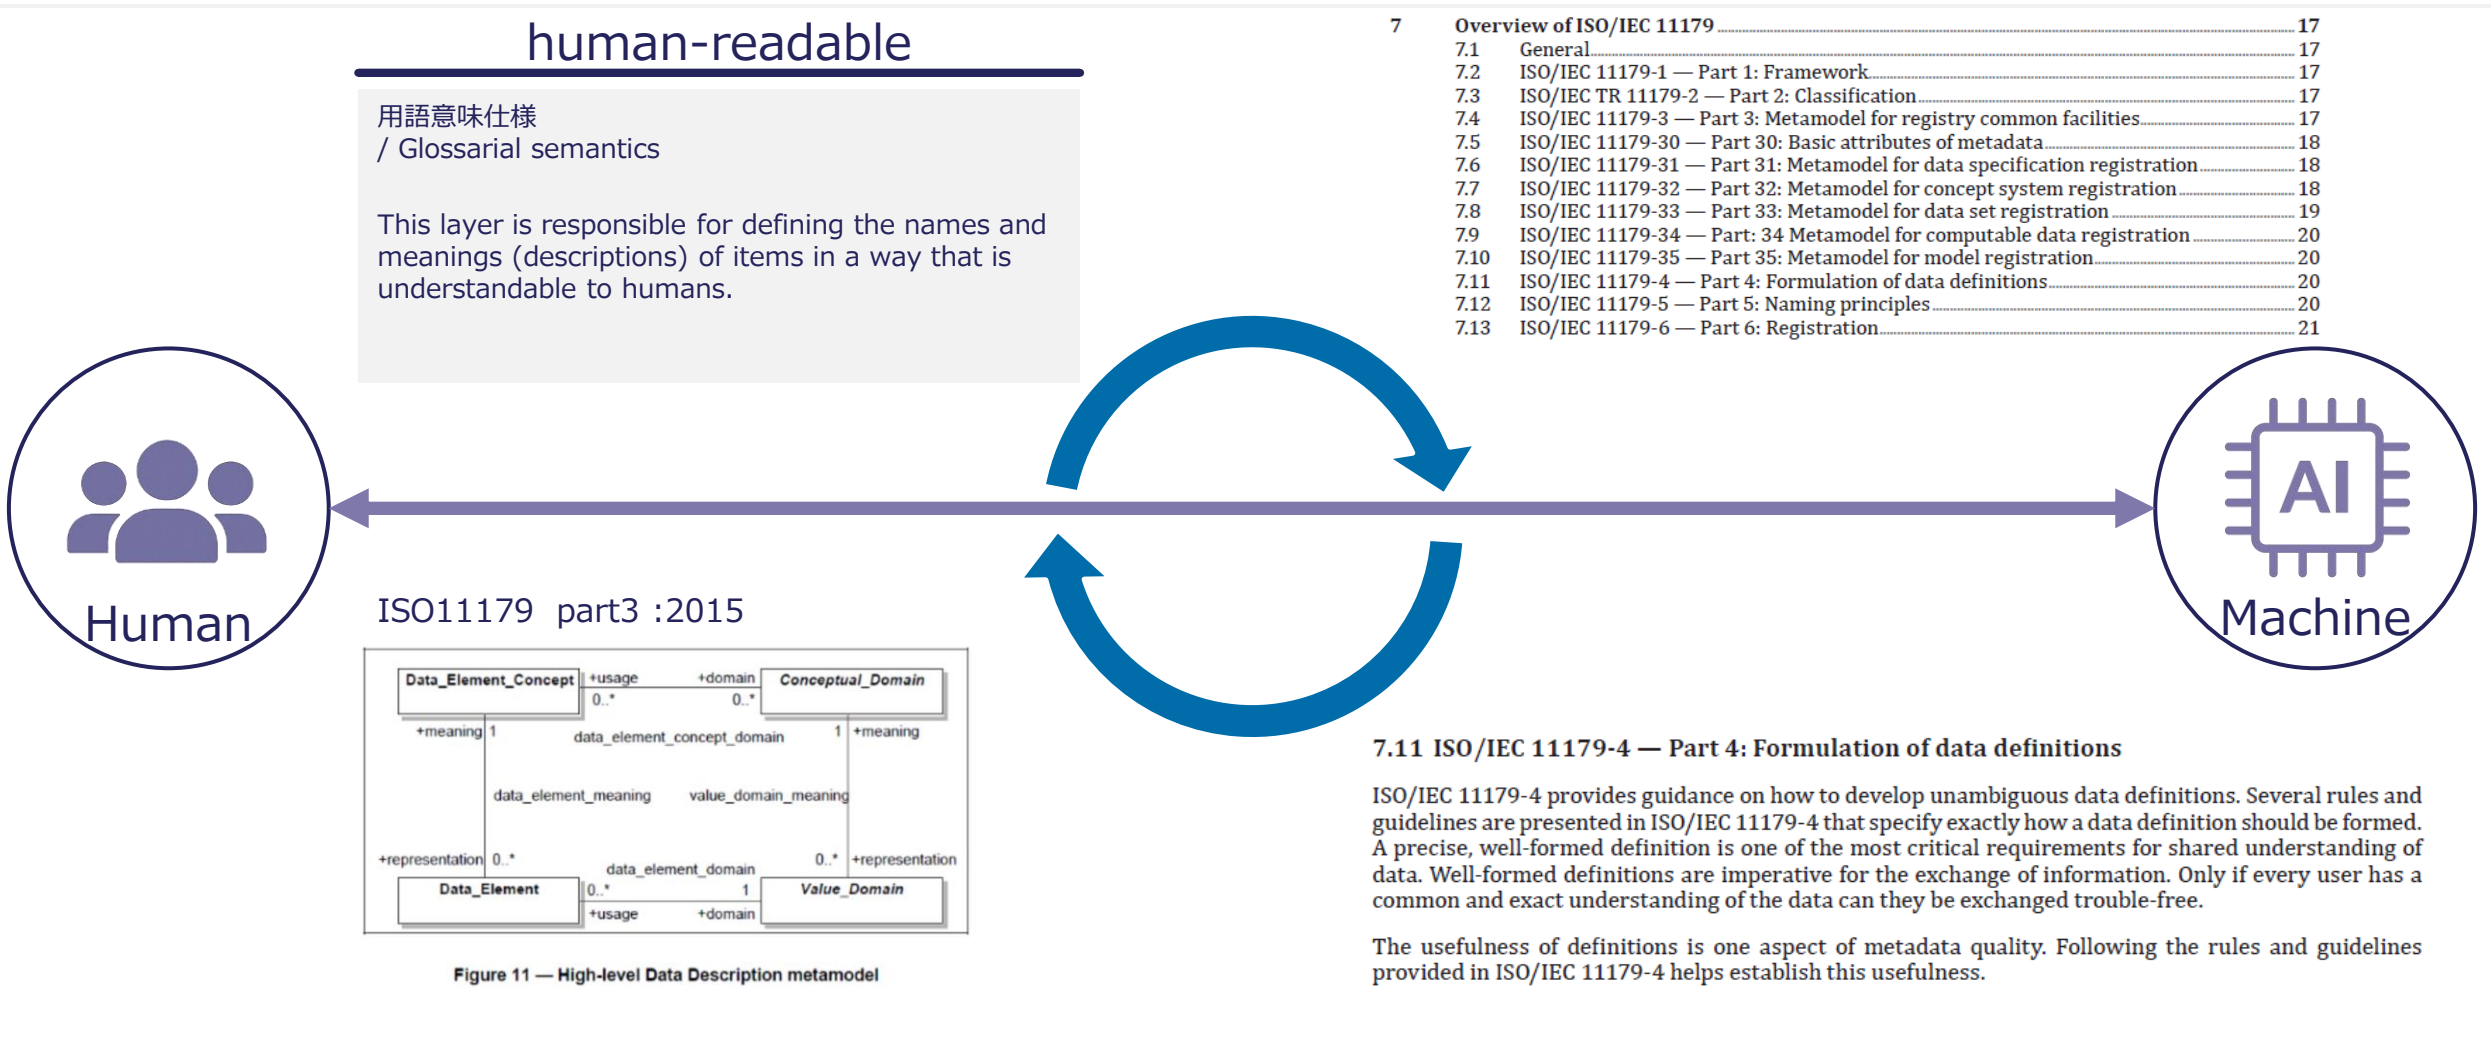 human-readable
用語意味仕様
/ Glossarial semantics
This layer is responsible for defining the names and
meanings (descriptions) of items in a way that is
understandable to humans.
7 Overview of ISO/IEC 11179 17
7.1 General 17
7.2 ISO/IEC 11179-1 — Part 1: Framework 17
7.3 ISO/IEC TR 11179-2 — Part 2: Classification 17
7.4 ISO/IEC 11179-3 — Part 3: Metamodel for registry common facilities 17
7.5 ISO/IEC 11179-30 — Part 30: Basic attributes of metadata 18
7.6 ISO/IEC 11179-31 — Part 31: Metamodel for data specification registration 18
7.7 ISO/IEC 11179-32 — Part 32: Metamodel for concept system registration 18
7.8 ISO/IEC 11179-33 — Part 33: Metamodel for data set registration 19
7.9 ISO/IEC 11179-34 — Part: 34 Metamodel for computable data registration 20
7.10 ISO/IEC 11179-35 — Part 35: Metamodel for model registration 20
7.11 ISO/IEC 11179-4 — Part 4: Formulation of data definitions 20
7.12 ISO/IEC 11179-5 — Part 5: Naming principles 20
7.13 ISO/IEC 11179-6 — Part 6: Registration 21
Human
AI
Machine
ISO11179 part3 :2015
Data_Element_Concept +usage +domain Conceptual_Domain
0..* 0..*
+meaning 1 data_element_concept_domain 1 +meaning
data_element_meaning value_domain_meaning
+representation 0..* data_element_domain 0..* +representation
Data_Element 0..* 1 Value_Domain
+usage +domain
Figure 11 — High-level Data Description metamodel
7.11 ISO/IEC 11179-4 — Part 4: Formulation of data definitions
ISO/IEC 11179-4 provides guidance on how to develop unambiguous data definitions. Several rules and
guidelines are presented in ISO/IEC 11179-4 that specify exactly how a data definition should be formed.
A precise, well-formed definition is one of the most critical requirements for shared understanding of
data. Well-formed definitions are imperative for the exchange of information. Only if every user has a
common and exact understanding of the data can they be exchanged trouble-free.
The usefulness of definitions is one aspect of metadata quality. Following the rules and guidelines
provided in ISO/IEC 11179-4 helps establish this usefulness.